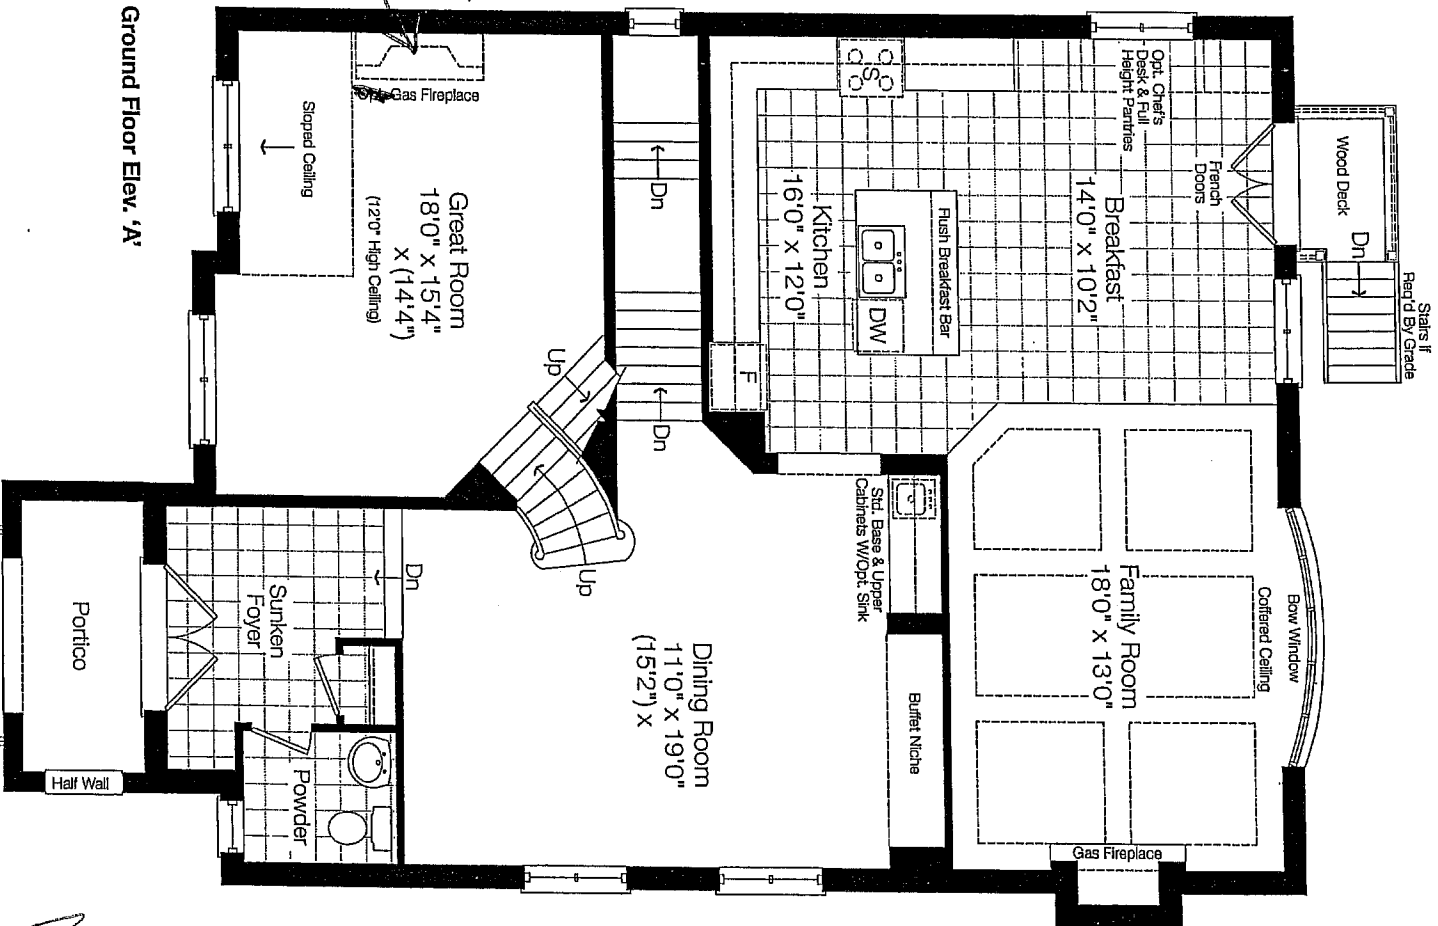 Stairs If
Req'd By Grade
Wood Deck
Dn
French
Doors
Opt. Chef's
Desk & Full
Height Pantries
Breakfast
14'0" x 10'2"
Bow Window
Coffered Ceiling
Family Room
18'0" x 13'0"
Gas Fireplace
S
Flush Breakfast Bar
DW
Kitchen
16'0" x 12'0"
F
Std. Base & Upper
Cabinets W/Opt. Sink
Buffet Niche
Dining Room
11'0" x 19'0"
(15'2") x
Dn
Dn
Up
Up
Opt. Gas Fireplace
Great Room
18'0" x 15'4"
x (14'4")
(12'0" High Ceiling)
Sloped Ceiling
Dn
Sunken
Foyer
Powder
Portico
Half Wall
Ground Floor Elev. 'A'